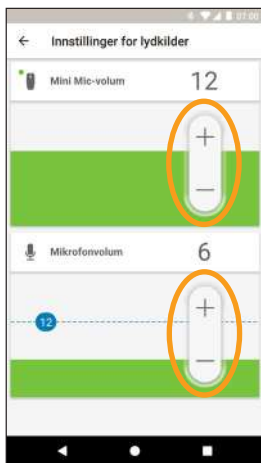 07:00
← Innstillinger for lydkilder
Mini Mic-volum 12
+
−
Mikrofonvolum 6
+
12
−